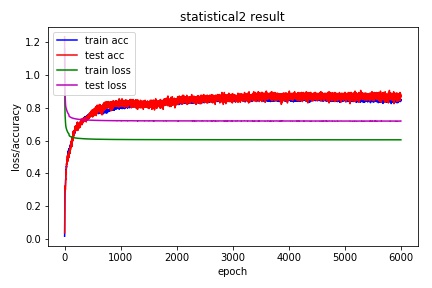 statistical2 result
train acc
test acc
train loss
test loss
loss/accuracy
1.2
1.0
0.8
0.6
0.4
0.2
0.0
0
1000
2000
3000
4000
5000
6000
epoch